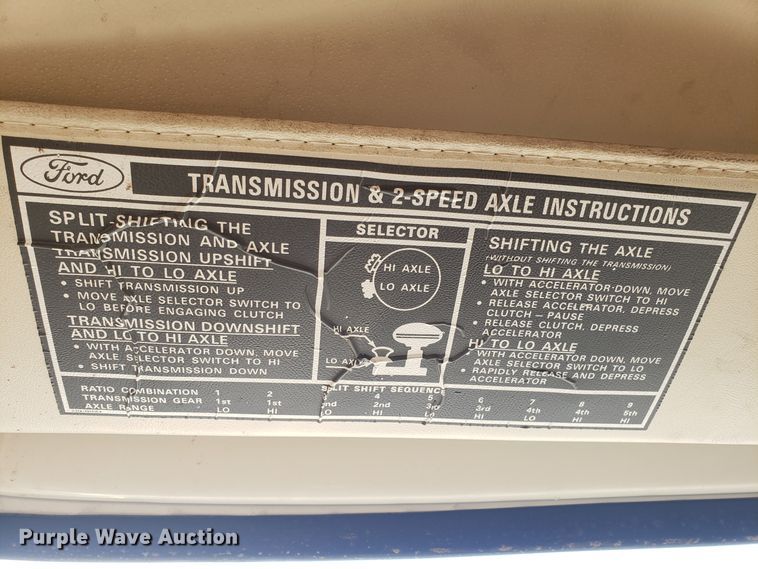 Ford
TRANSMISSION & 2-SPEED AXLE INSTRUCTIONS
SPLIT-SHIFTING THE
TRANSMISSION AND AXLE
TRANSMISSION UPSHIFT
AND HI TO LO AXLE
• SHIFT TRANSMISSION UP
• MOVE AXLE SELECTOR SWITCH TO
LO BEFORE ENGAGING CLUTCH
TRANSMISSION DOWNSHIFT
AND LO TO HI AXLE
• WITH ACCELERATOR DOWN, MOVE
AXLE SELECTOR SWITCH TO HI
• SHIFT TRANSMISSION DOWN
SELECTOR
HI AXLE
LO AXLE
HI AXLE
LO AXLE
SHIFTING THE AXLE
(WITHOUT SHIFTING THE TRANSMISSION)
LO TO HI AXLE
• WITH ACCELERATOR DOWN, MOVE
AXLE SELECTOR SWITCH TO HI
• RELEASE ACCELERATOR, DEPRESS
CLUTCH – PAUSE
• RELEASE CLUTCH, DEPRESS
ACCELERATOR
HI TO LO AXLE
• WITH ACCELERATOR DOWN, MOVE
AXLE SELECTOR SWITCH TO LO
• RAPIDLY RELEASE AND DEPRESS
ACCELERATOR
SPLIT SHIFT SEQUENCE
RATIO COMBINATION 1 2 3 4 5 6 7 8 9
TRANSMISSION GEAR 1st 1st 2nd 2nd 3rd 3rd 4th 4th 5th
AXLE RANGE LO HI LO HI LO HI LO HI HI
Purple Wave Auction